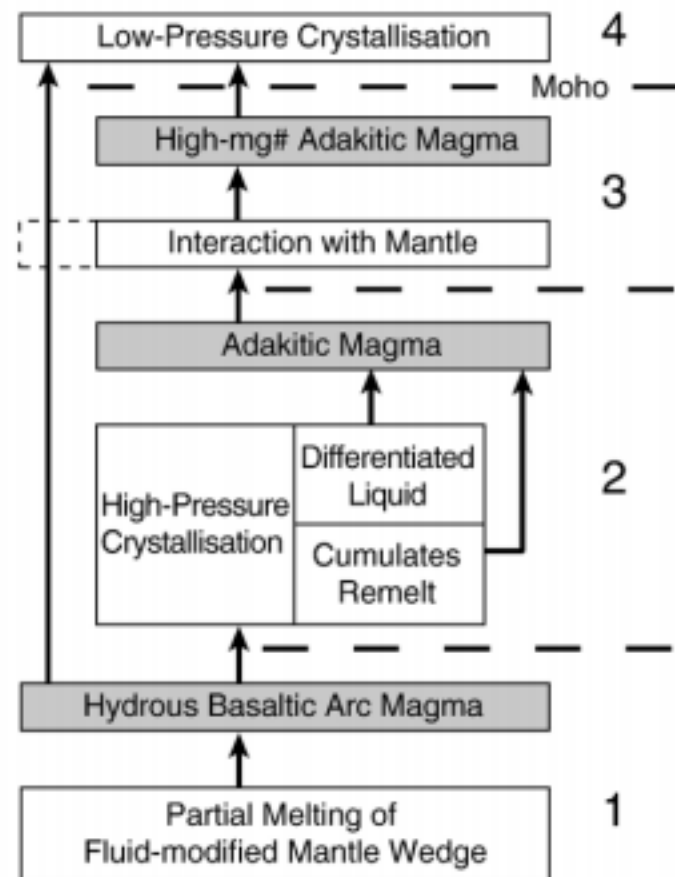 Low-Pressure Crystallisation
4
Moho
High-mg# Adakitic Magma
3
Interaction with Mantle
Adakitic Magma
Differentiated
Liquid
High-Pressure
Crystallisation
2
Cumulates
Remelt
Hydrous Basaltic Arc Magma
Partial Melting of
Fluid-modified Mantle Wedge
1